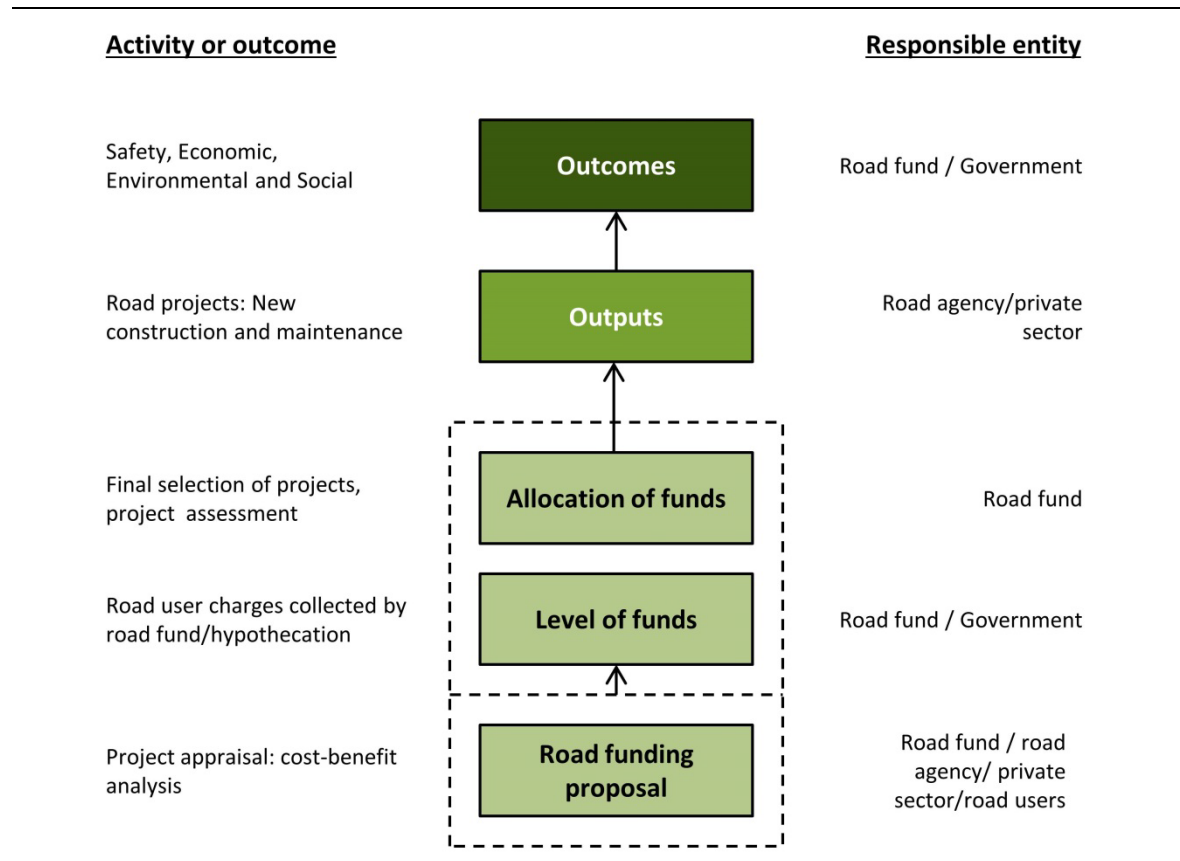 Activity or outcome
Responsible entity
Safety, Economic,
Environmental and Social
Outcomes
Road fund / Government
Road projects: New
construction and maintenance
Outputs
Road agency/private
sector
Final selection of projects,
project assessment
Allocation of funds
Road fund
Road user charges collected by
road fund/hypothecation
Level of funds
Road fund / Government
Project appraisal: cost-benefit
analysis
Road funding
proposal
Road fund / road
agency/ private
sector/road users